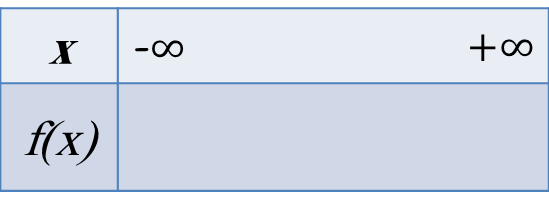 x -∞ +∞
f(x)